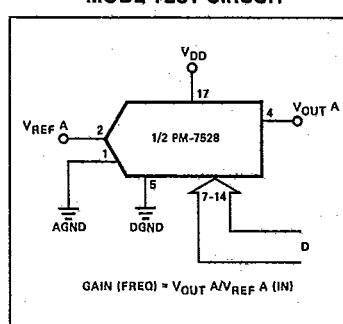 MODE TEST CIRCUIT
VDD
17
VREF A
2
1/2 PM-7528
4
VOUT A
1
5
7-14
AGND
DGND
D
GAIN (FREQ) = VOUT A/VREF A (IN)